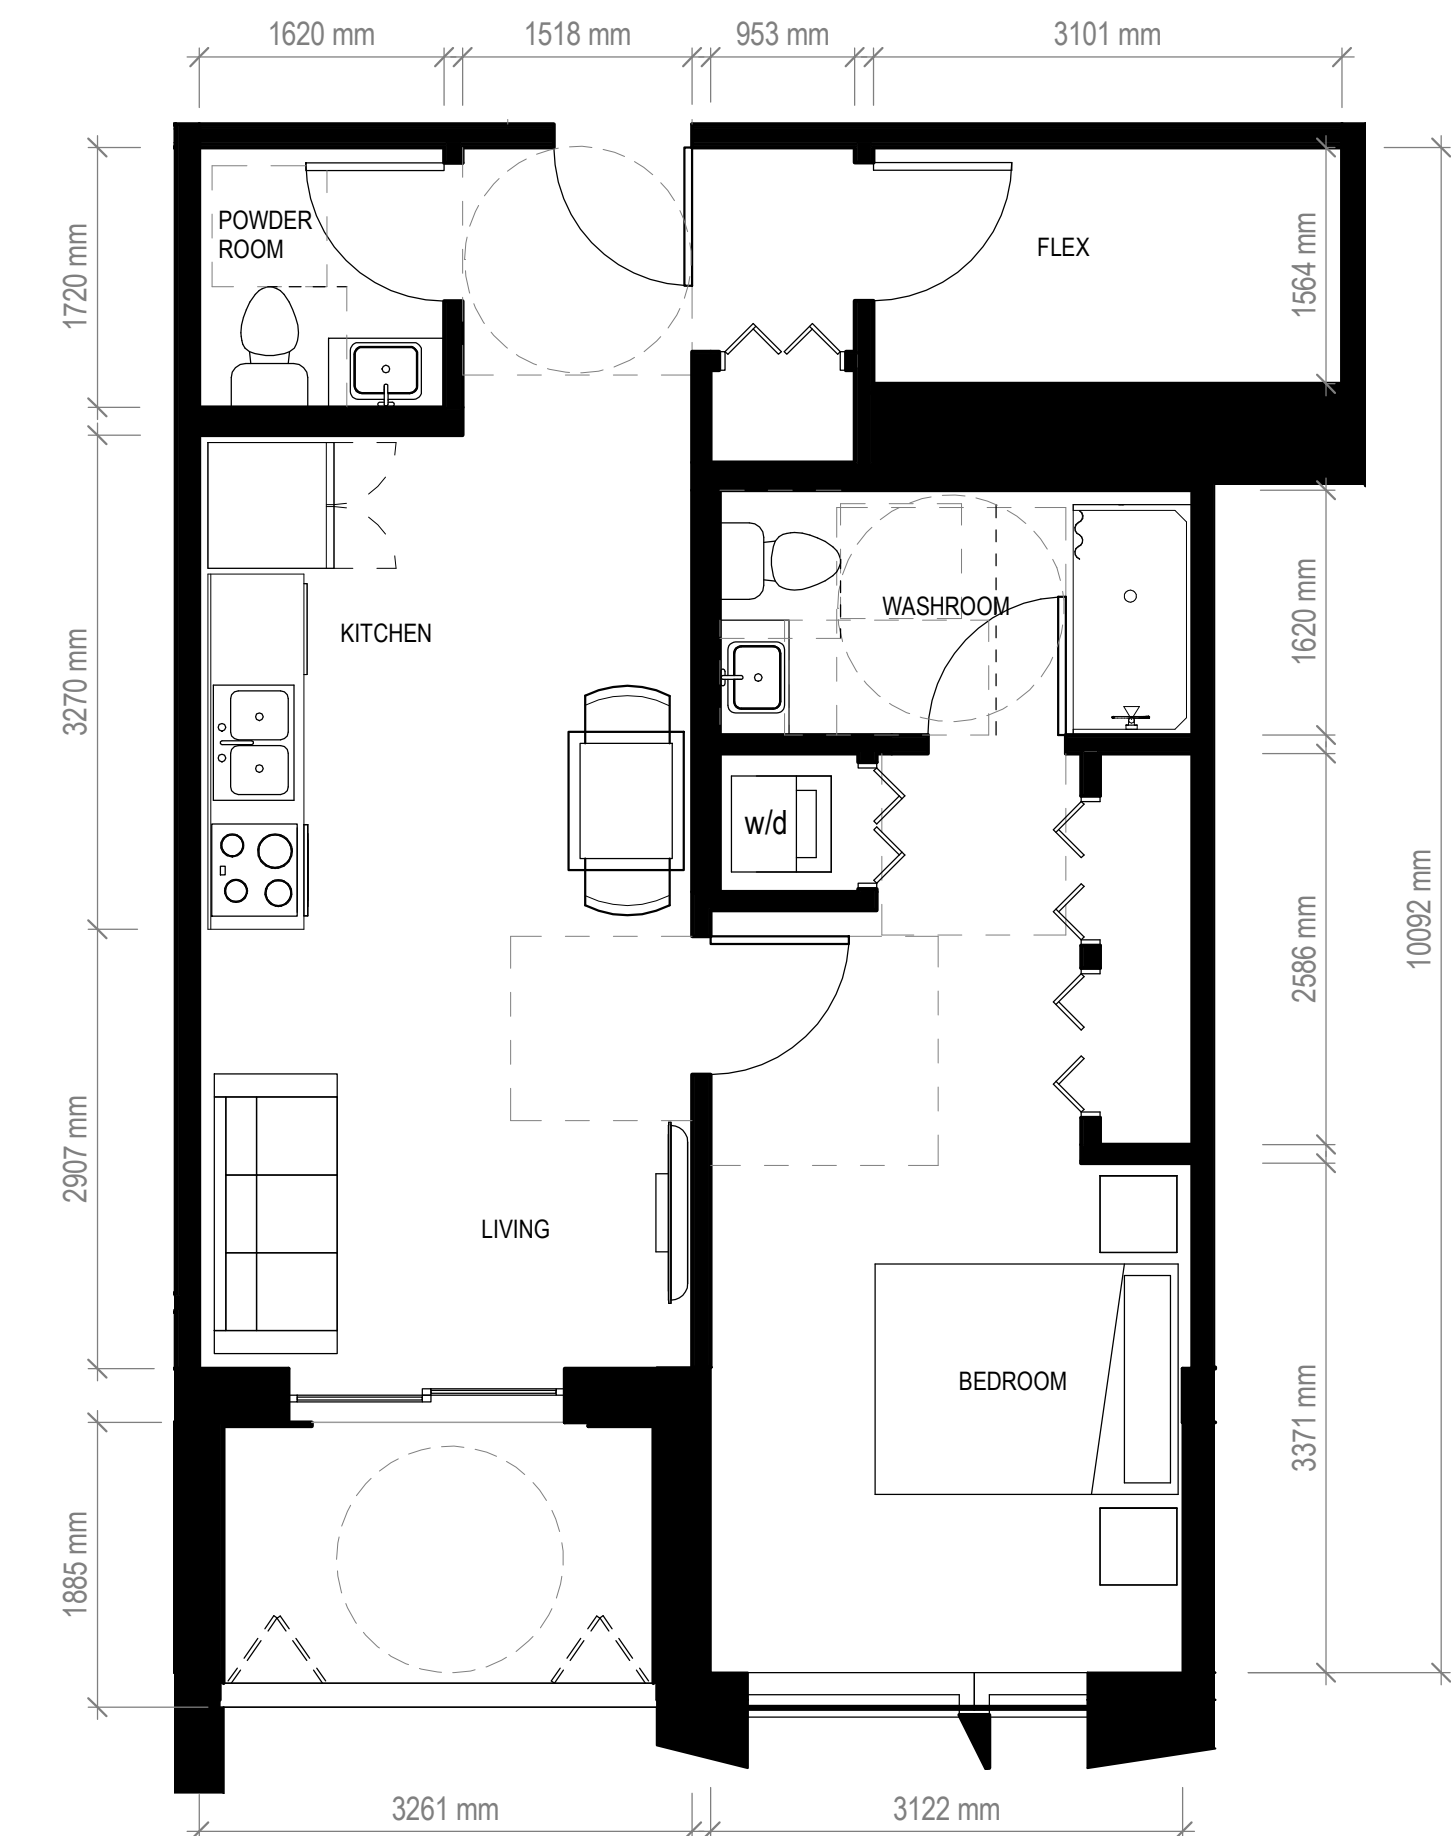 1620 mm
1518 mm
953 mm
3101 mm
POWDER
ROOM
FLEX
1720 mm
1564 mm
KITCHEN
WASHROOM
3270 mm
1620 mm
w/d
10092 mm
2586 mm
2907 mm
LIVING
BEDROOM
3371 mm
1885 mm
3261 mm
3122 mm